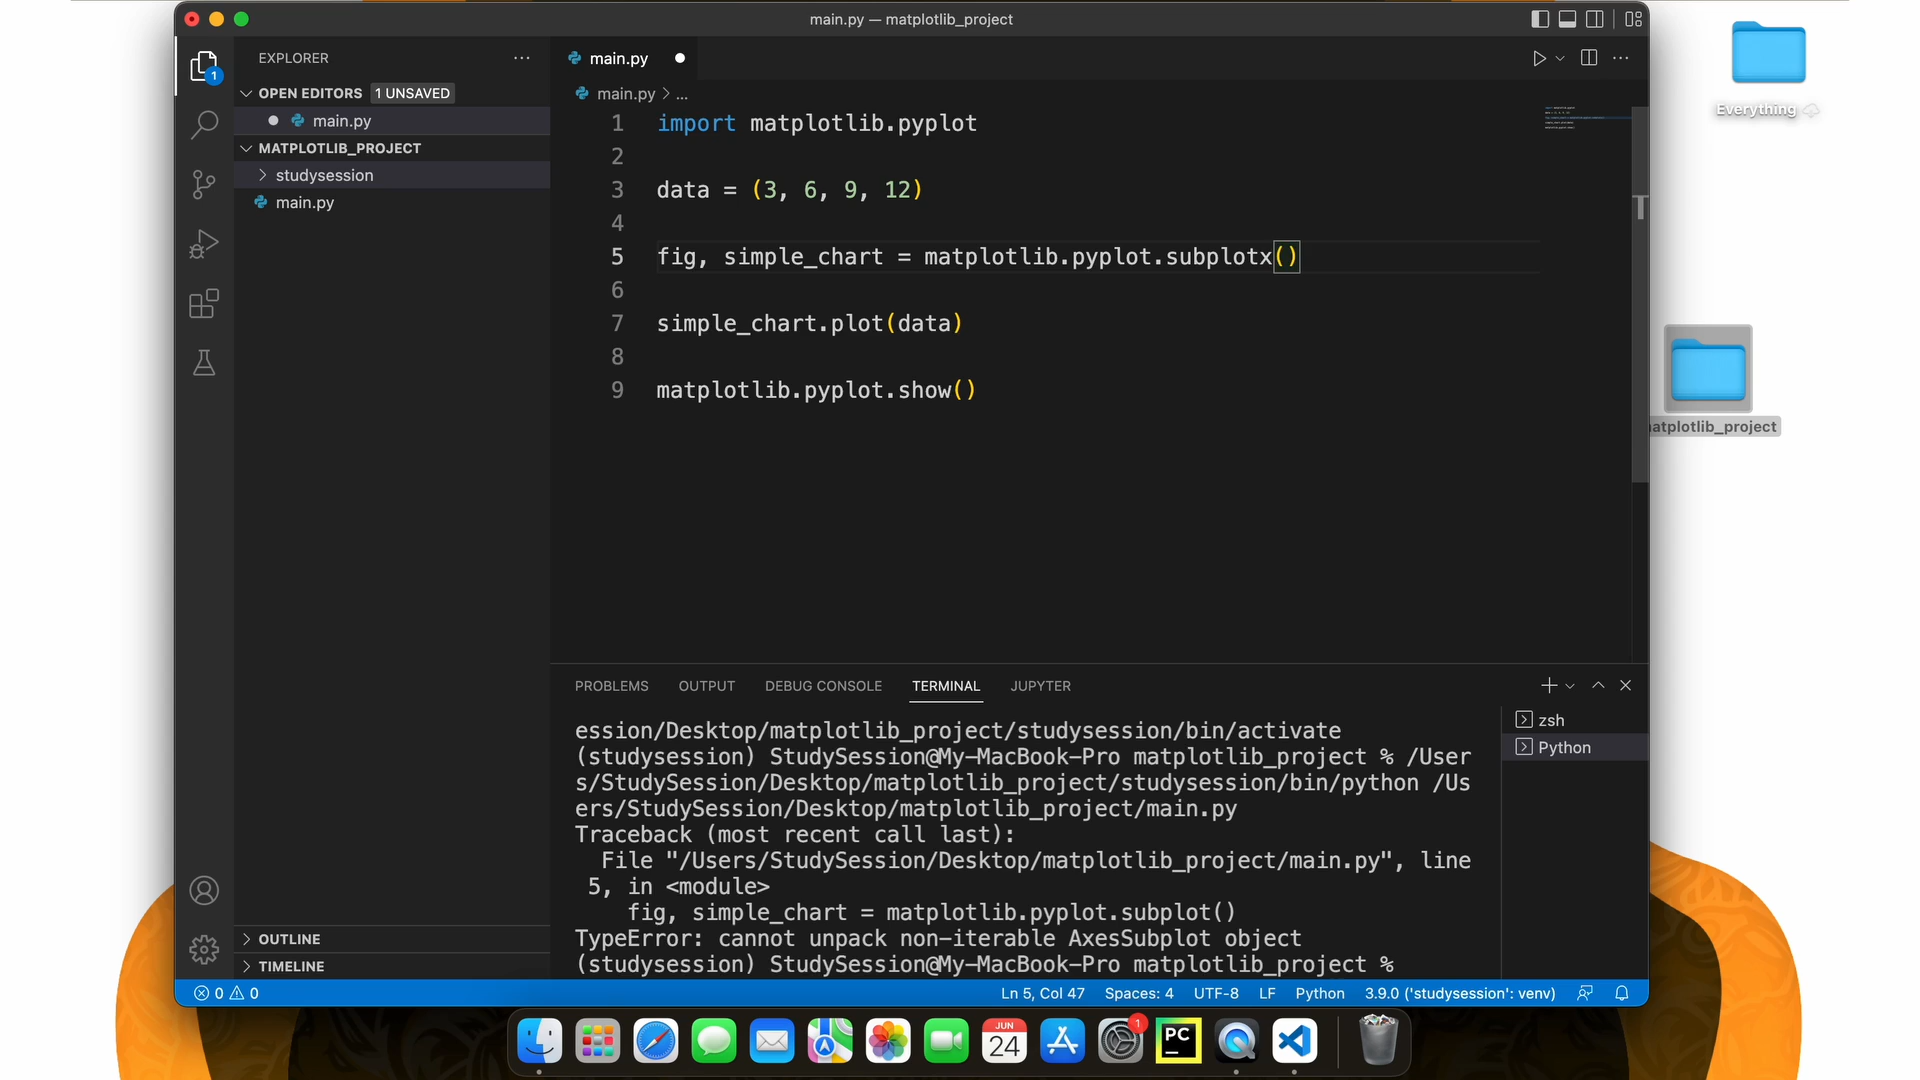 main.py — matplotlib_project
EXPLORER
OPEN EDITORS 1 UNSAVED
main.py
MATPLOTLIB_PROJECT
studysession
main.py
OUTLINE
TIMELINE
1
main.py
main.py > ...
1 import matplotlib.pyplot
2
3 data = (3, 6, 9, 12)
4
5 fig, simple_chart = matplotlib.pyplot.subplotx()
6
7 simple_chart.plot(data)
8
9 matplotlib.pyplot.show()
PROBLEMS OUTPUT DEBUG CONSOLE TERMINAL JUPYTER
ession/Desktop/matplotlib_project/studysession/bin/activate
(studysession) StudySession@My-MacBook-Pro matplotlib_project % /User
s/StudySession/Desktop/matplotlib_project/studysession/bin/python /Us
ers/StudySession/Desktop/matplotlib_project/main.py
Traceback (most recent call last):
File "/Users/StudySession/Desktop/matplotlib_project/main.py", line
5, in <module>
fig, simple_chart = matplotlib.pyplot.subplot()
TypeError: cannot unpack non-iterable AxesSubplot object
(studysession) StudySession@My-MacBook-Pro matplotlib_project %
zsh
Python
0 0
Ln 5, Col 47 Spaces: 4 UTF-8 LF Python 3.9.0 ('studysession': venv)
Everything
atplotlib_project
JUN
24
1
PC